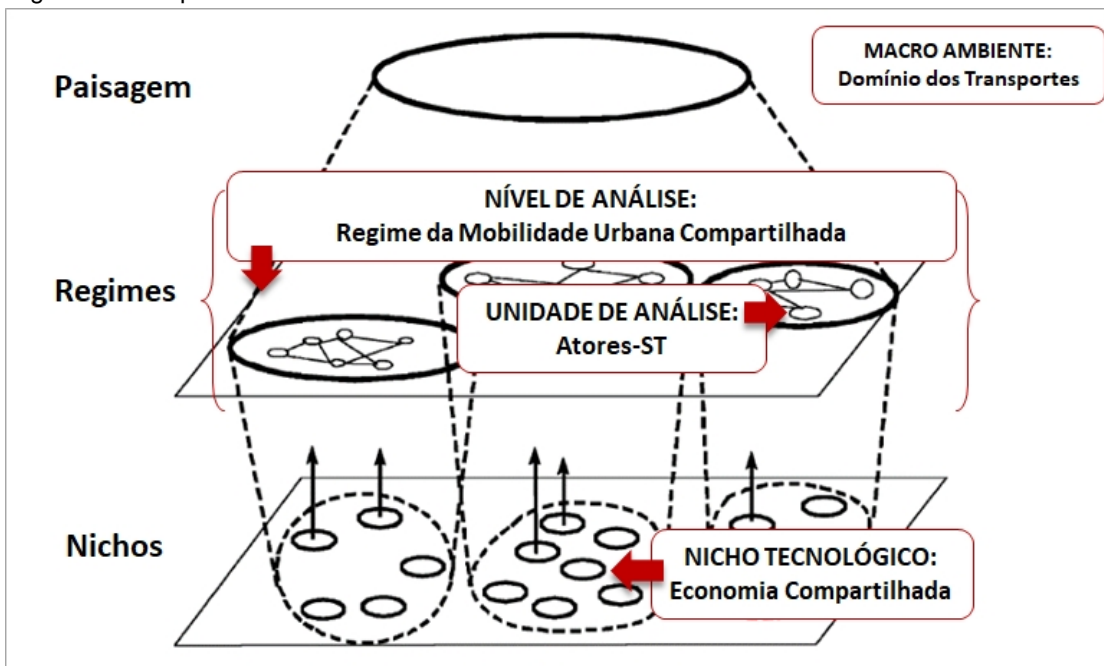 Paisagem
MACRO AMBIENTE:
Domínio dos Transportes
NÍVEL DE ANÁLISE:
Regime da Mobilidade Urbana Compartilhada
Regimes
UNIDADE DE ANÁLISE:
Atores-ST
Nichos
NICHO TECNOLÓGICO:
Economia Compartilhada